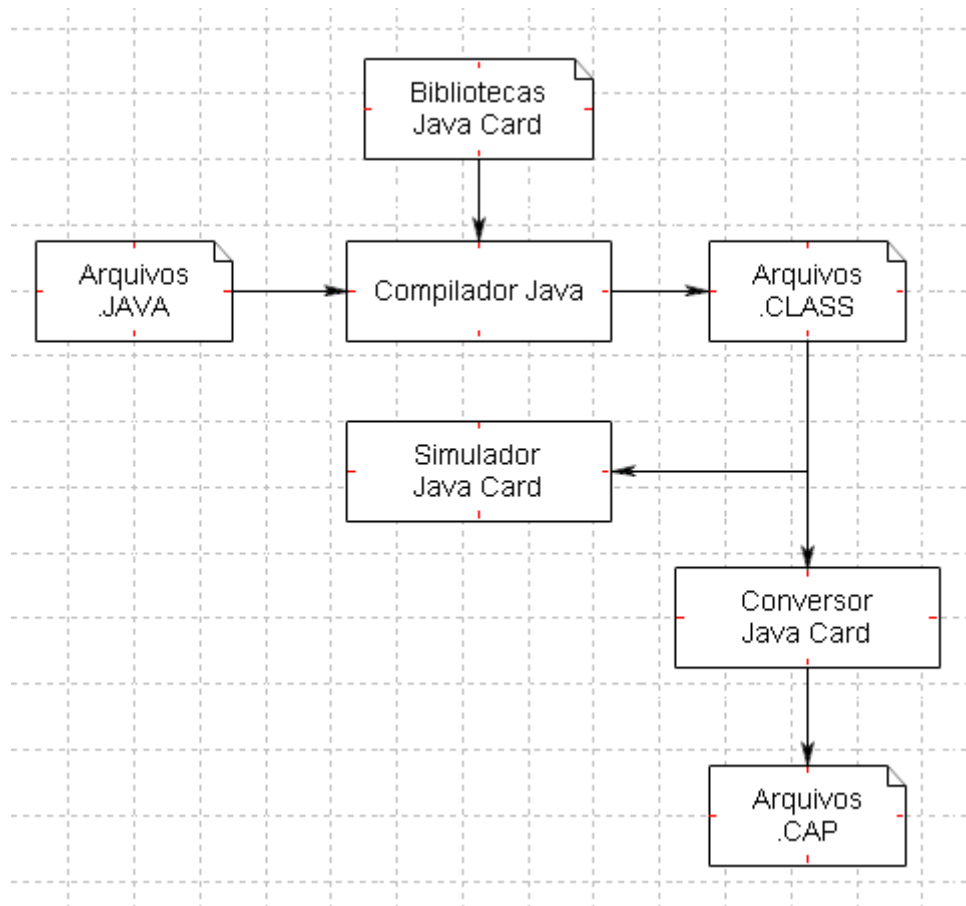 Bibliotecas
Java Card
Arquivos
.JAVA
Compilador Java
Arquivos
.CLASS
Simulador
Java Card
Conversor
Java Card
Arquivos
.CAP